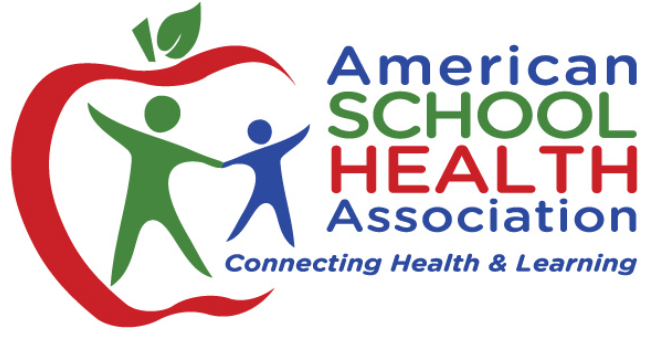 American
SCHOOL
HEALTH
Association
Connecting Health & Learning